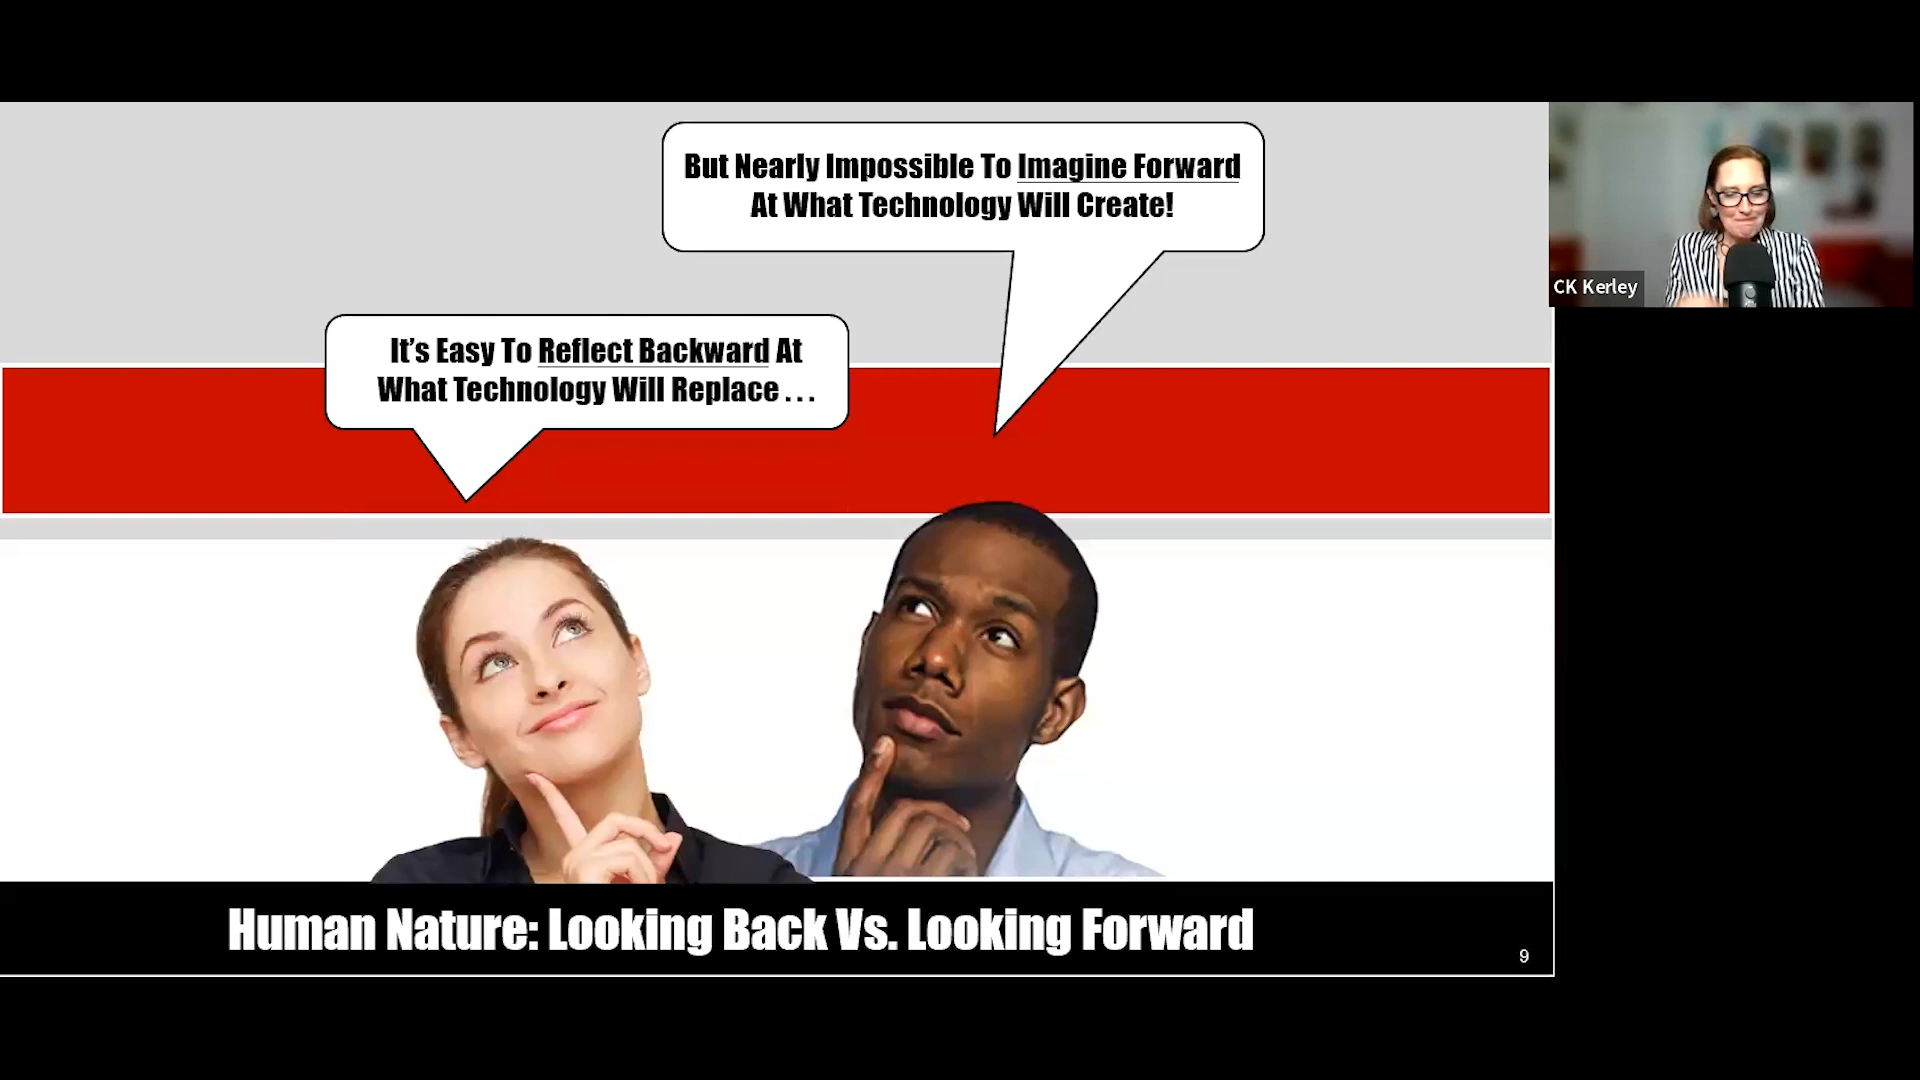 But Nearly Impossible To Imagine Forward
At What Technology Will Create!
CK Kerley
It's Easy To Reflect Backward At
What Technology Will Replace . . .
Human Nature: Looking Back Vs. Looking Forward
9